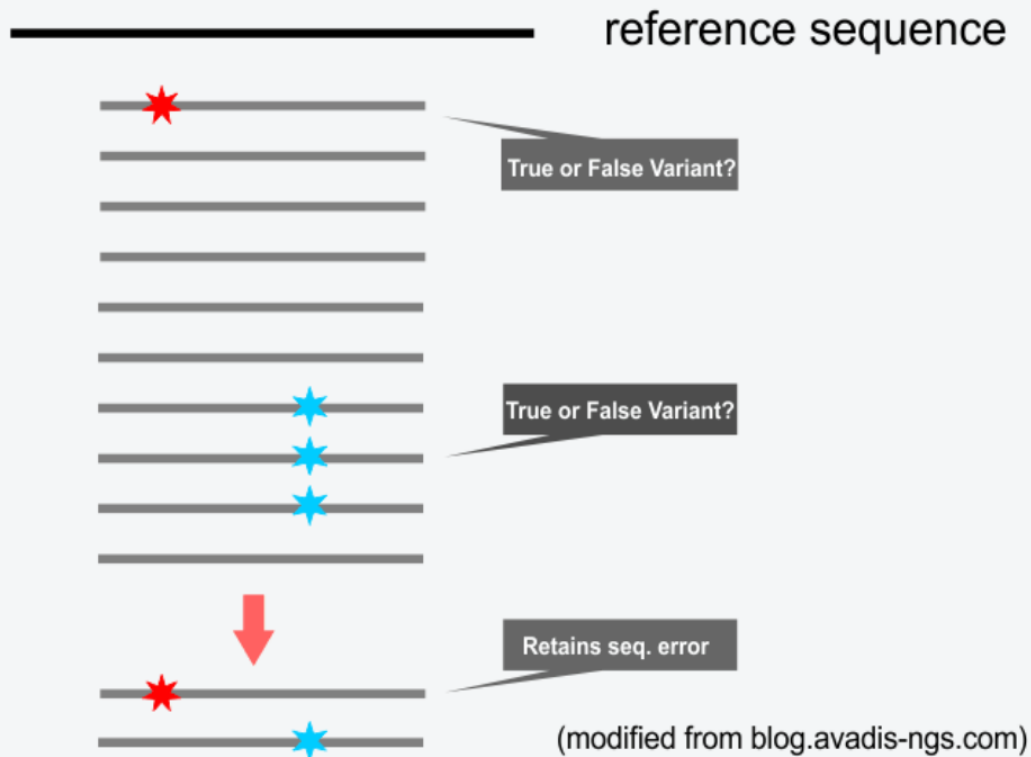 reference sequence
True or False Variant?
True or False Variant?
Retains seq. error
(modified from blog.avadis-ngs.com)